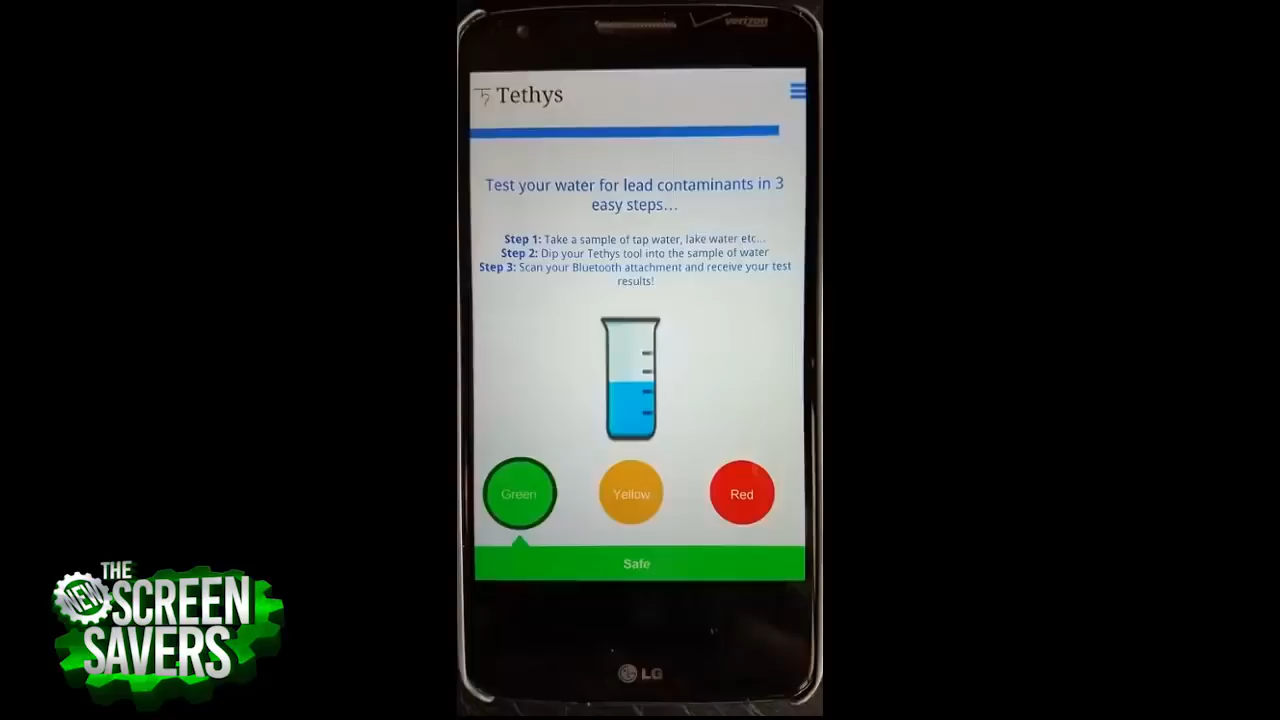 verizon
Tethys
Test your water for lead contaminants in 3
easy steps...
Step 1: Take a sample of tap water, lake water etc...
Step 2: Dip your Tethys tool into the sample of water
Step 3: Scan your Bluetooth attachment and receive your test
results!
Green
Yellow
Red
Safe
LG
THE
NEW
SCREEN
SAVERS